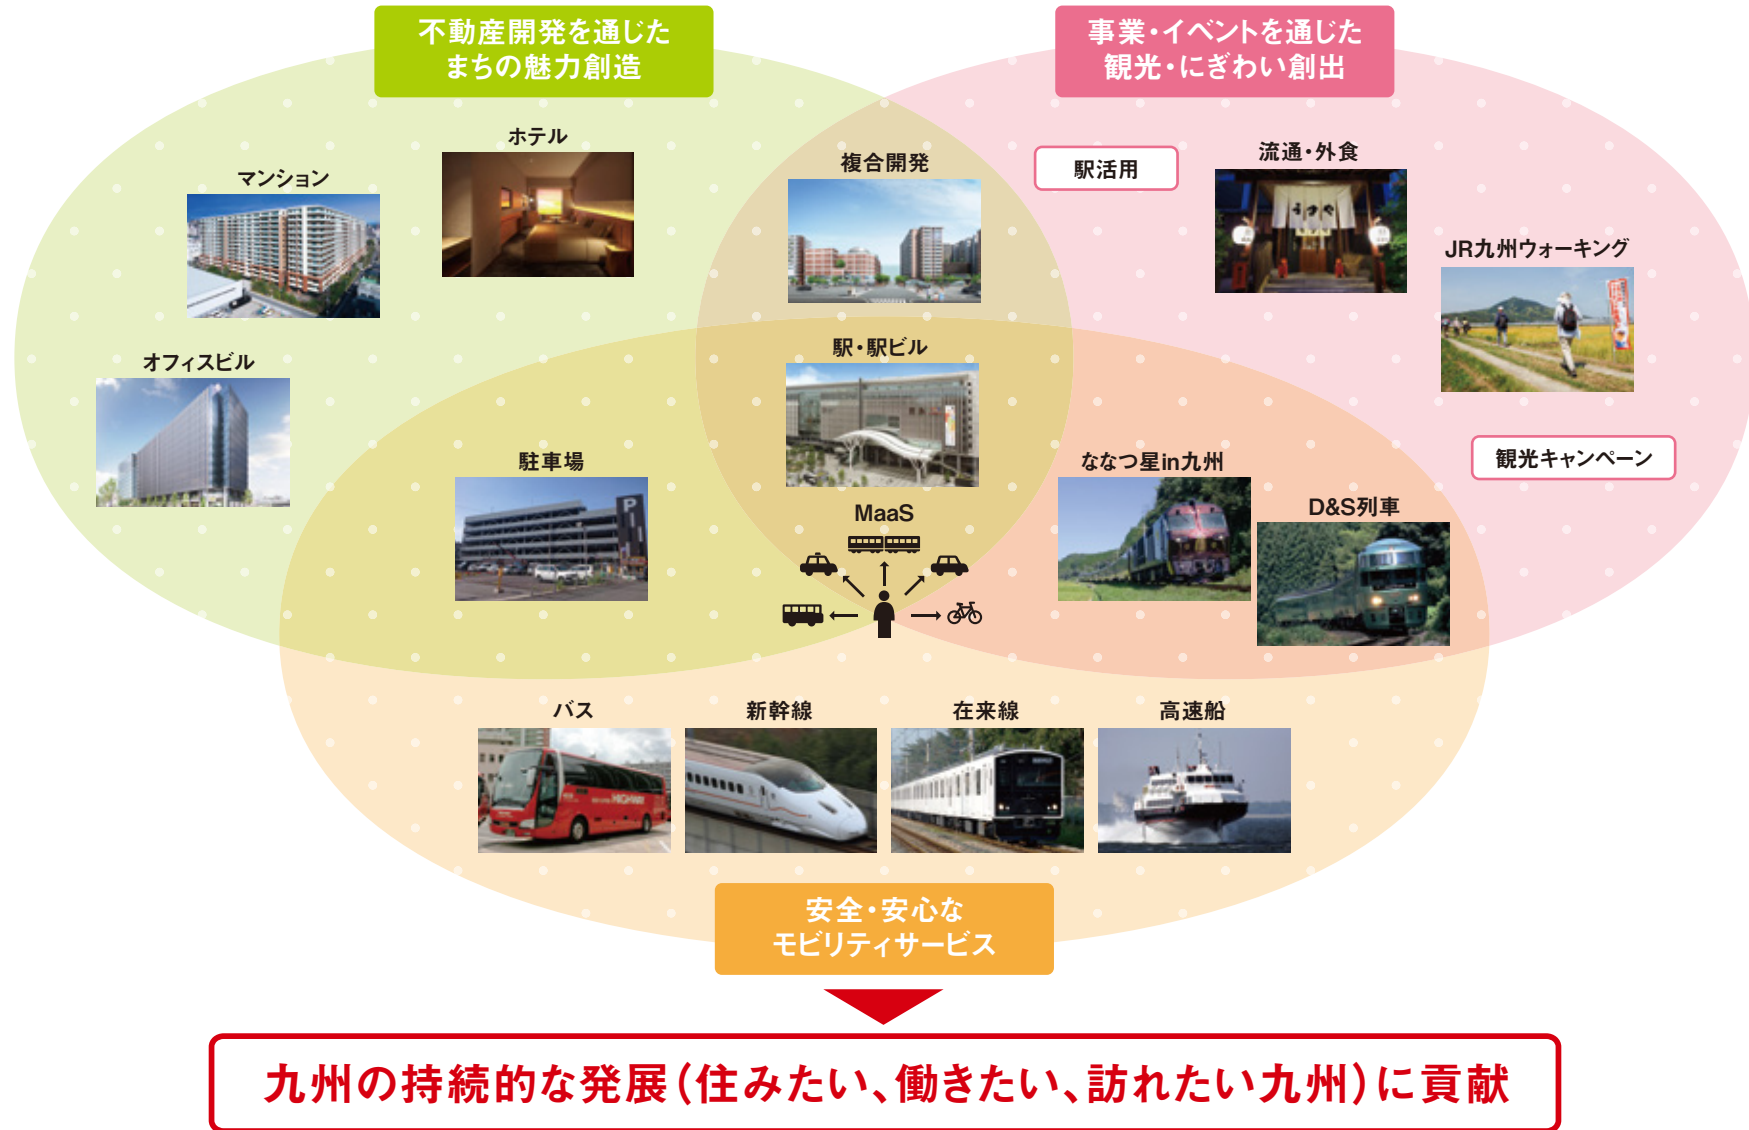 不動産開発を通じた
まちの魅力創造
事業・イベントを通じた
観光・にぎわい創出
ホテル
マンション
オフィスビル
複合開発
駅活用
流通・外食
うまや
JR九州ウォーキング
観光キャンペーン
駅・駅ビル
駐車場
P
MaaS
ななつ星in九州
D&S列車
バス
HIGHWAY
新幹線
在来線
高速船
安全・安心な
モビリティサービス
九州の持続的な発展(住みたい、働きたい、訪れたい九州)に貢献